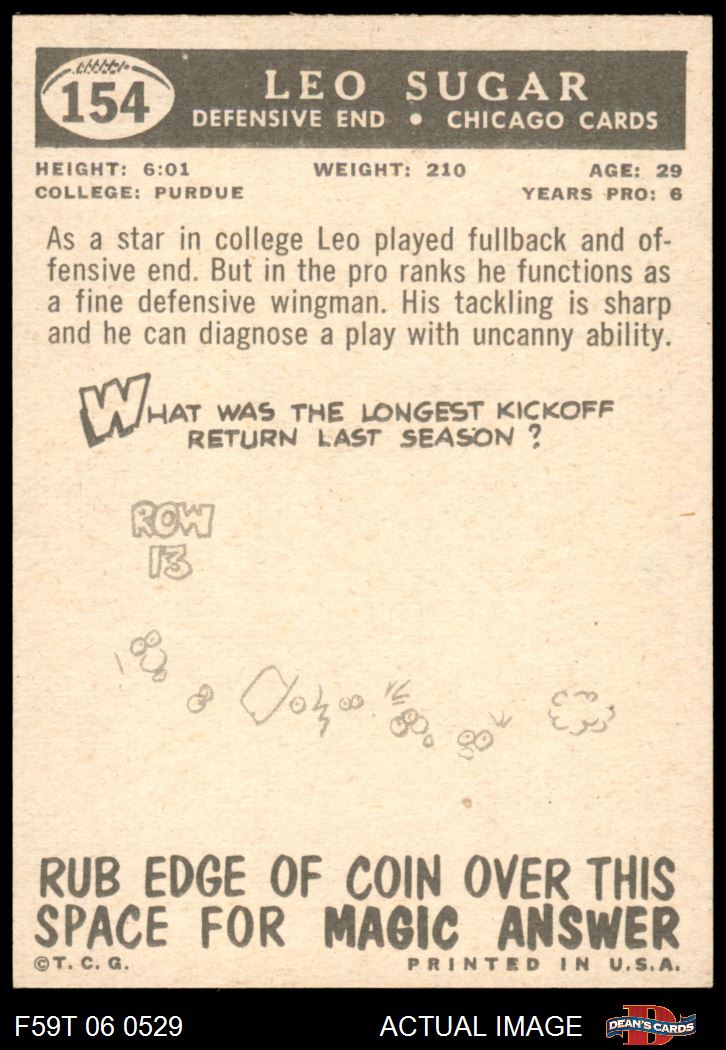 154
LEO SUGAR
DEFENSIVE END • CHICAGO CARDS
HEIGHT: 6:01 WEIGHT: 210 AGE: 29
COLLEGE: PURDUE YEARS PRO: 6
As a star in college Leo played fullback and of-
fensive end. But in the pro ranks he functions as
a fine defensive wingman. His tackling is sharp
and he can diagnose a play with uncanny ability.
WHAT WAS THE LONGEST KICKOFF
RETURN LAST SEASON?
ROW
13
RUB EDGE OF COIN OVER THIS
SPACE FOR MAGIC ANSWER
©T. C. G. PRINTED IN U.S.A.
F59T 06 0529 ACTUAL IMAGE DEAN'S CARDS